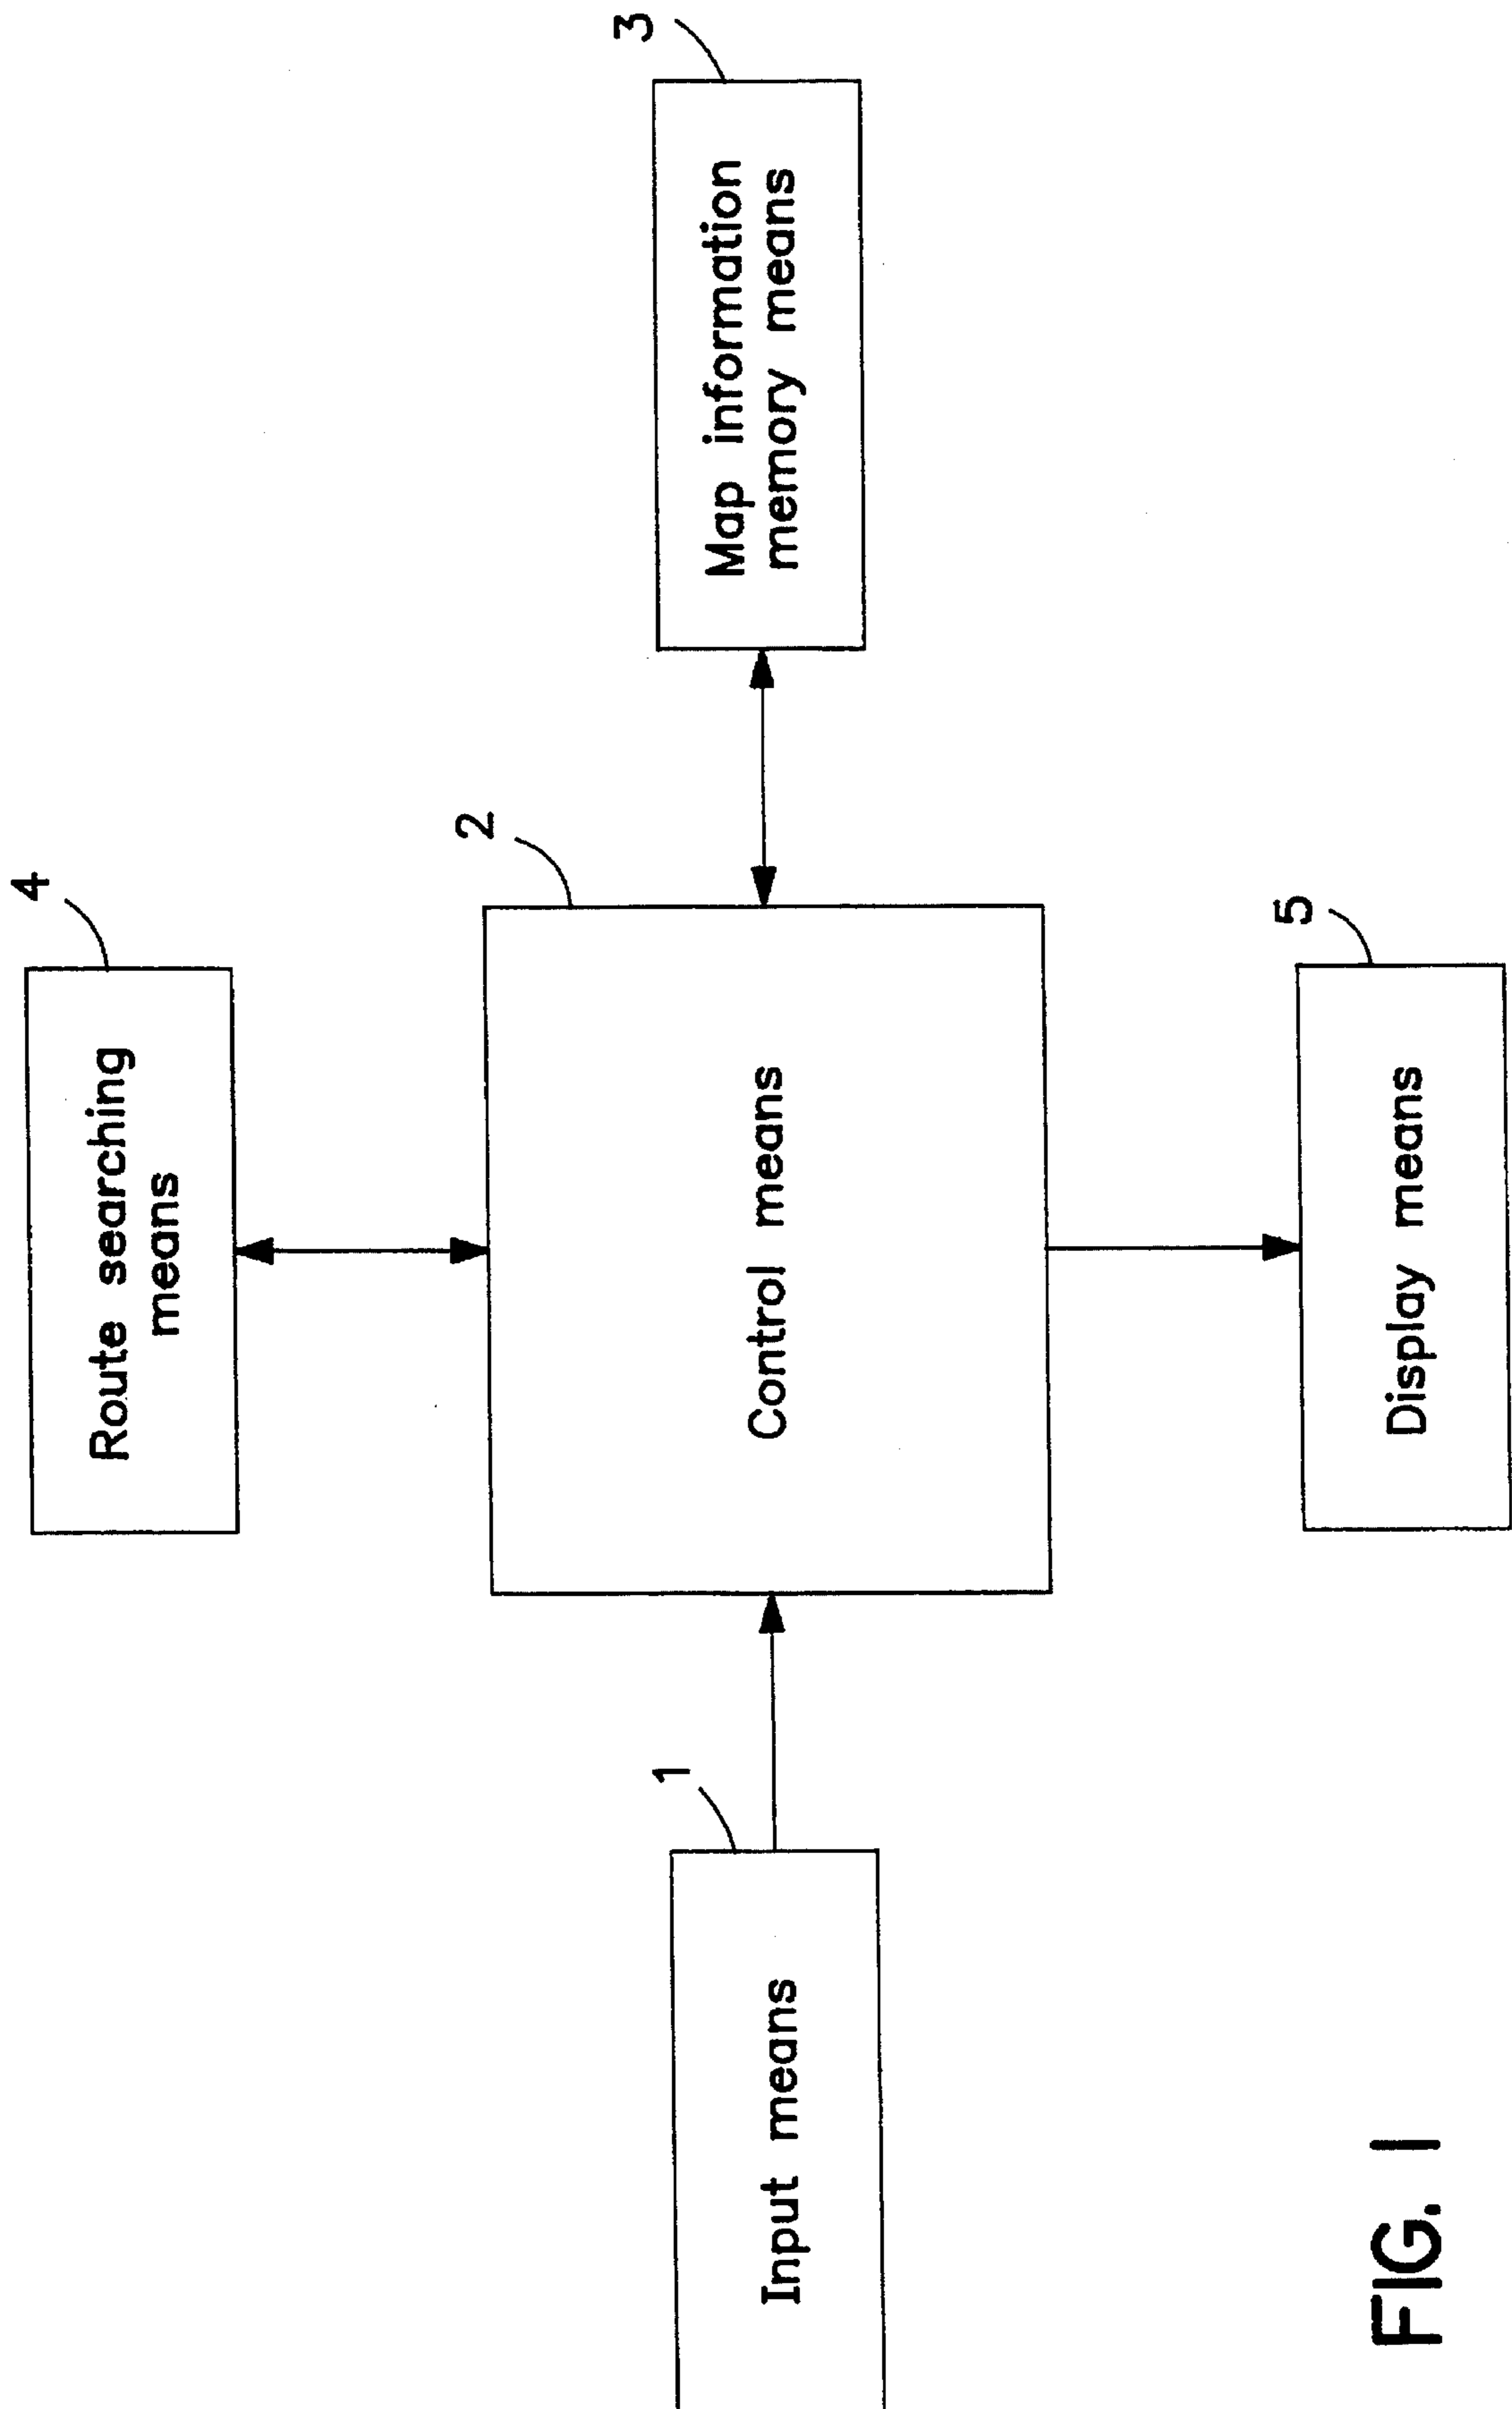 4
Route searching
means
2
3
Map information
memory means
1
Input means
Control means
5
Display means
FIG. 1